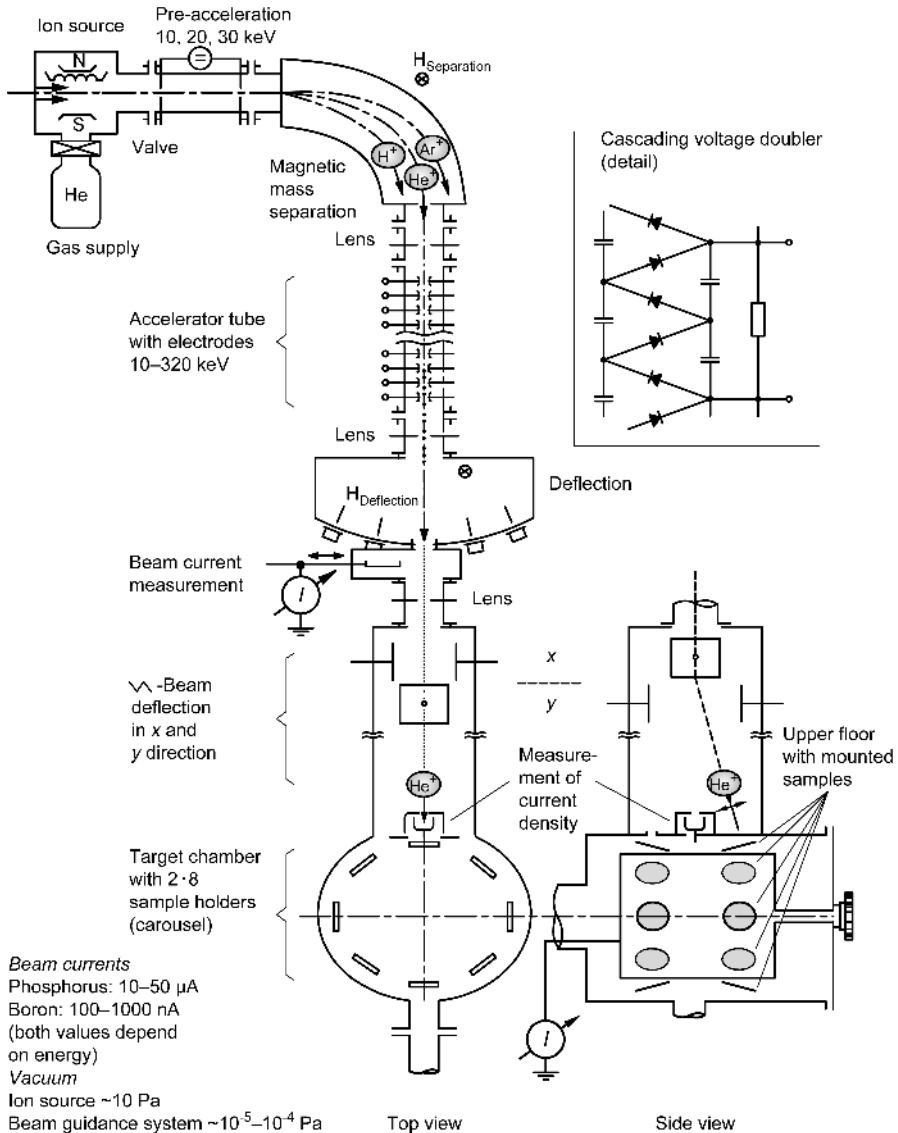 Pre-acceleration
10, 20, 30 keV
Ion source
N
S
=
Valve
He
Gas supply
H_Separation
H⁺
Ar⁺
He⁺
Magnetic
mass
separation
Lens
Cascading voltage doubler
(detail)
Accelerator tube
with electrodes
10–320 keV
Lens
Deflection
H_Deflection
Beam current
measurement
I
Lens
x
y
-Beam
deflection
in x and
y direction
He⁺
Measure-
ment of
current
density
He⁺
Upper floor
with mounted
samples
Target chamber
with 2·8
sample holders
(carousel)
I
Beam currents
Phosphorus: 10–50 µA
Boron: 100–1000 nA
(both values depend
on energy)
Vacuum
Ion source ~10 Pa
Beam guidance system ~10⁻⁵–10⁻⁴ Pa
Top view
Side view